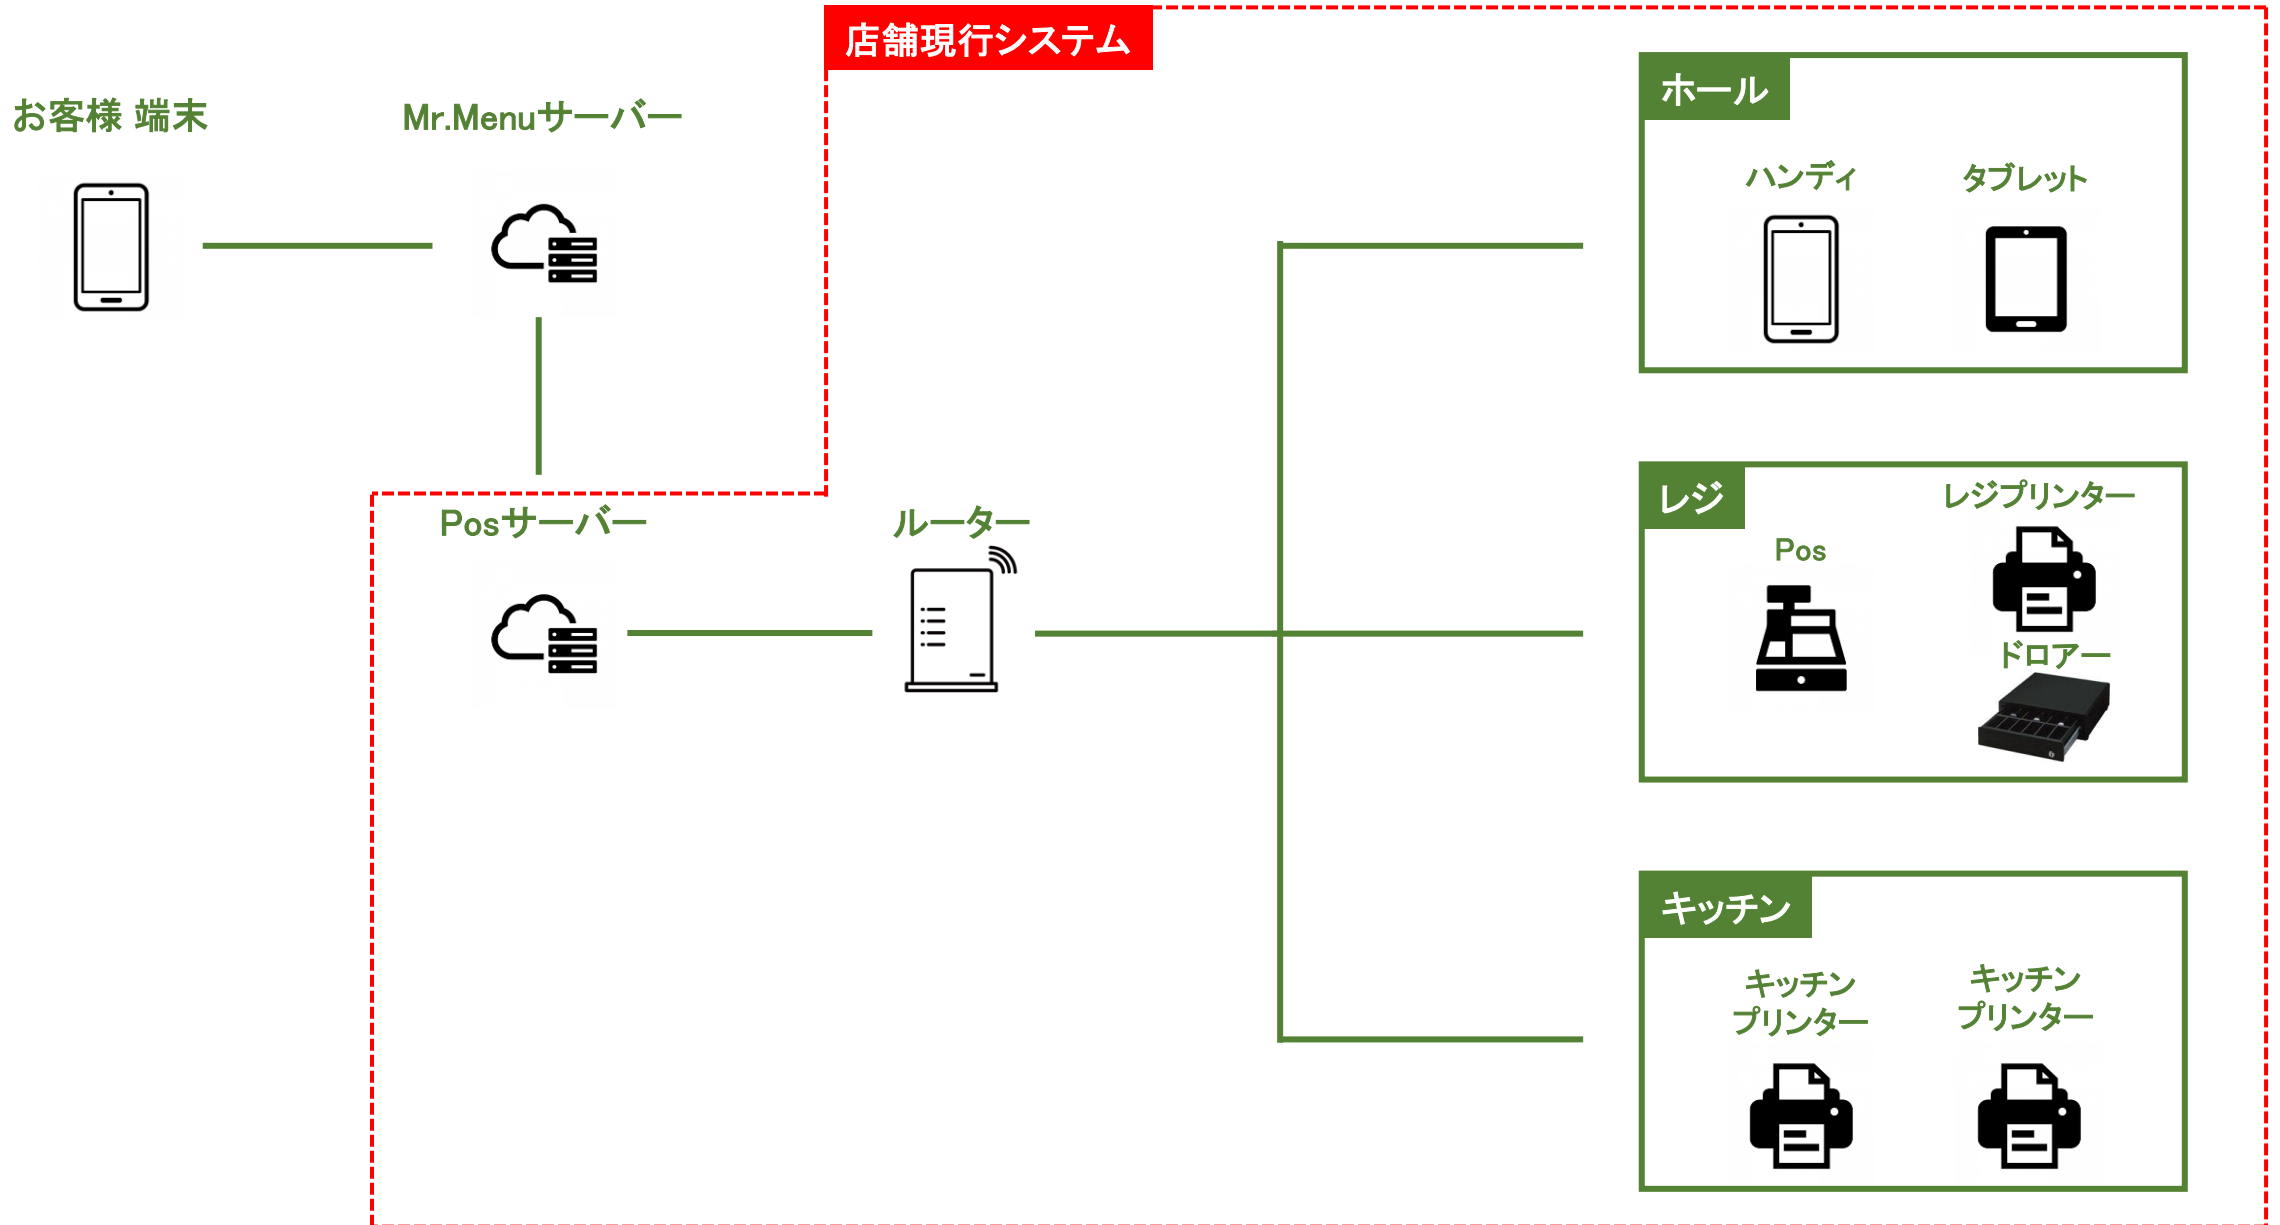 店舗現行システム
お客様 端末
Mr.Menuサーバー
ホール
ハンディ
タブレット
Posサーバー
ルーター
レジ
レジプリンター
Pos
ドロアー
キッチン
キッチン
プリンター
キッチン
プリンター